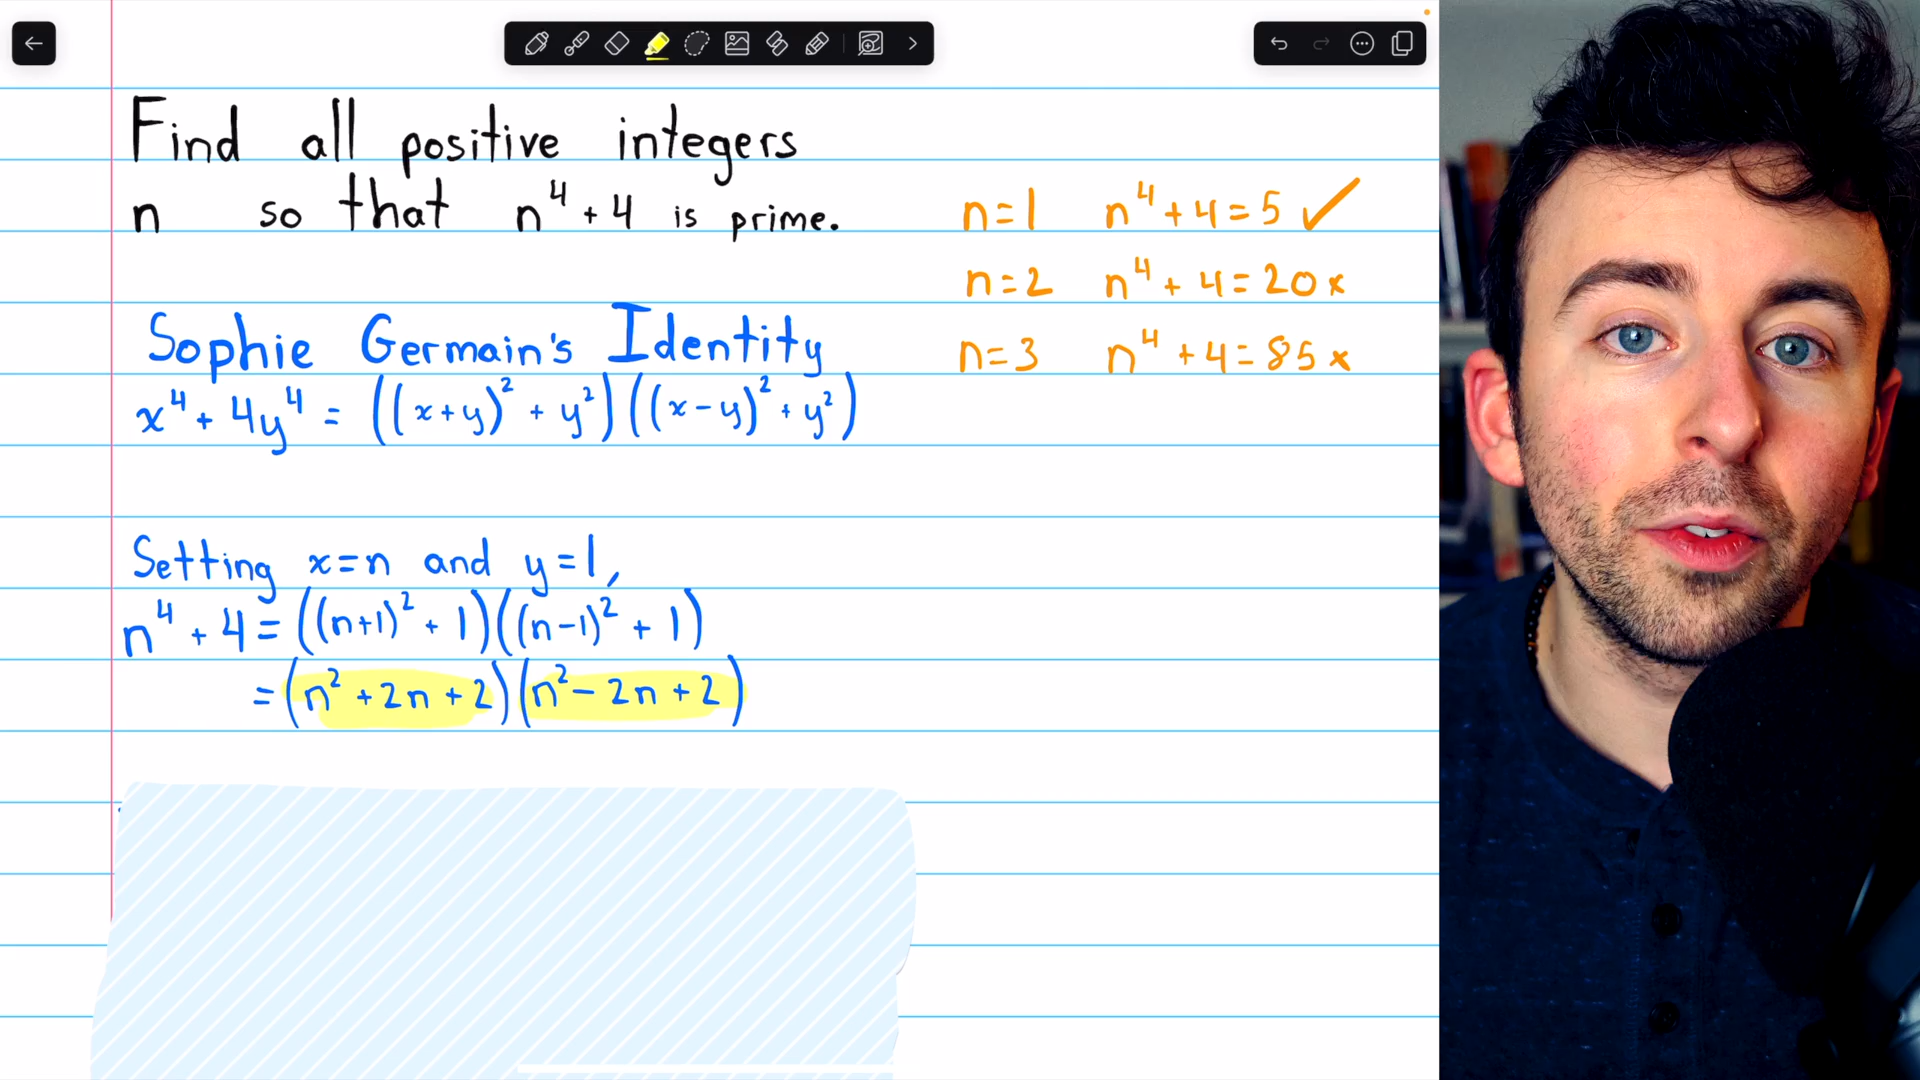 Find all positive integers
n so that n⁴ + 4 is prime.
n=1 n⁴ + 4 = 5 ✓
n=2 n⁴ + 4 = 20 ×
n=3 n⁴ + 4 = 85 ×
Sophie Germain's Identity
x⁴ + 4y⁴ = ((x+y)² + y²)((x-y)² + y²)
Setting x=n and y=1,
n⁴ + 4 = ((n+1)² + 1)((n-1)² + 1)
= (n² + 2n + 2)(n² - 2n + 2)